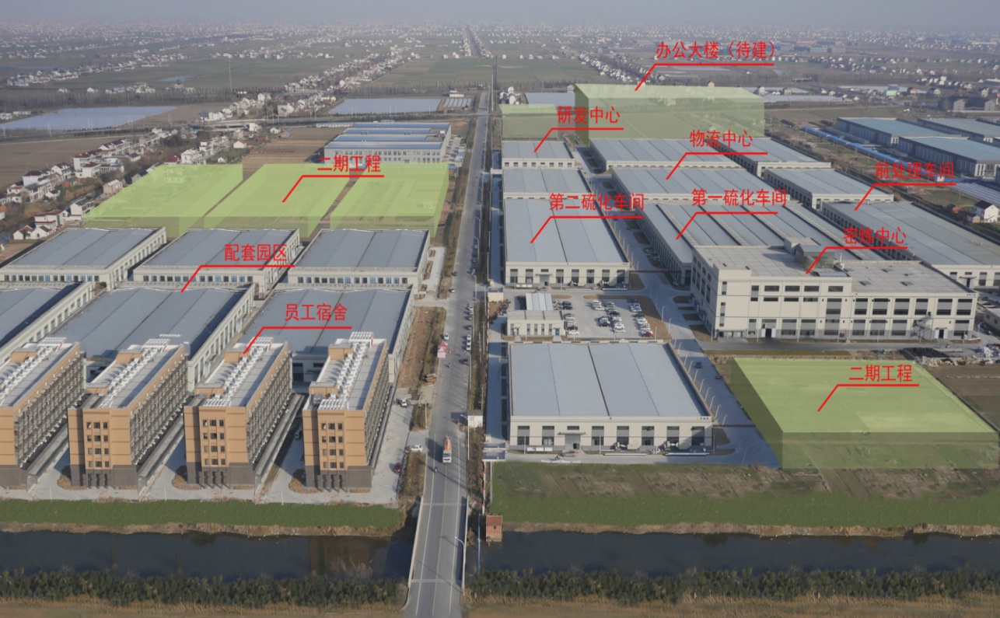 办公大楼（待建）
研发中心
物流中心
二期工程
前处理车间
第二硫化车间
第一硫化车间
密炼中心
配套园区
员工宿舍
二期工程